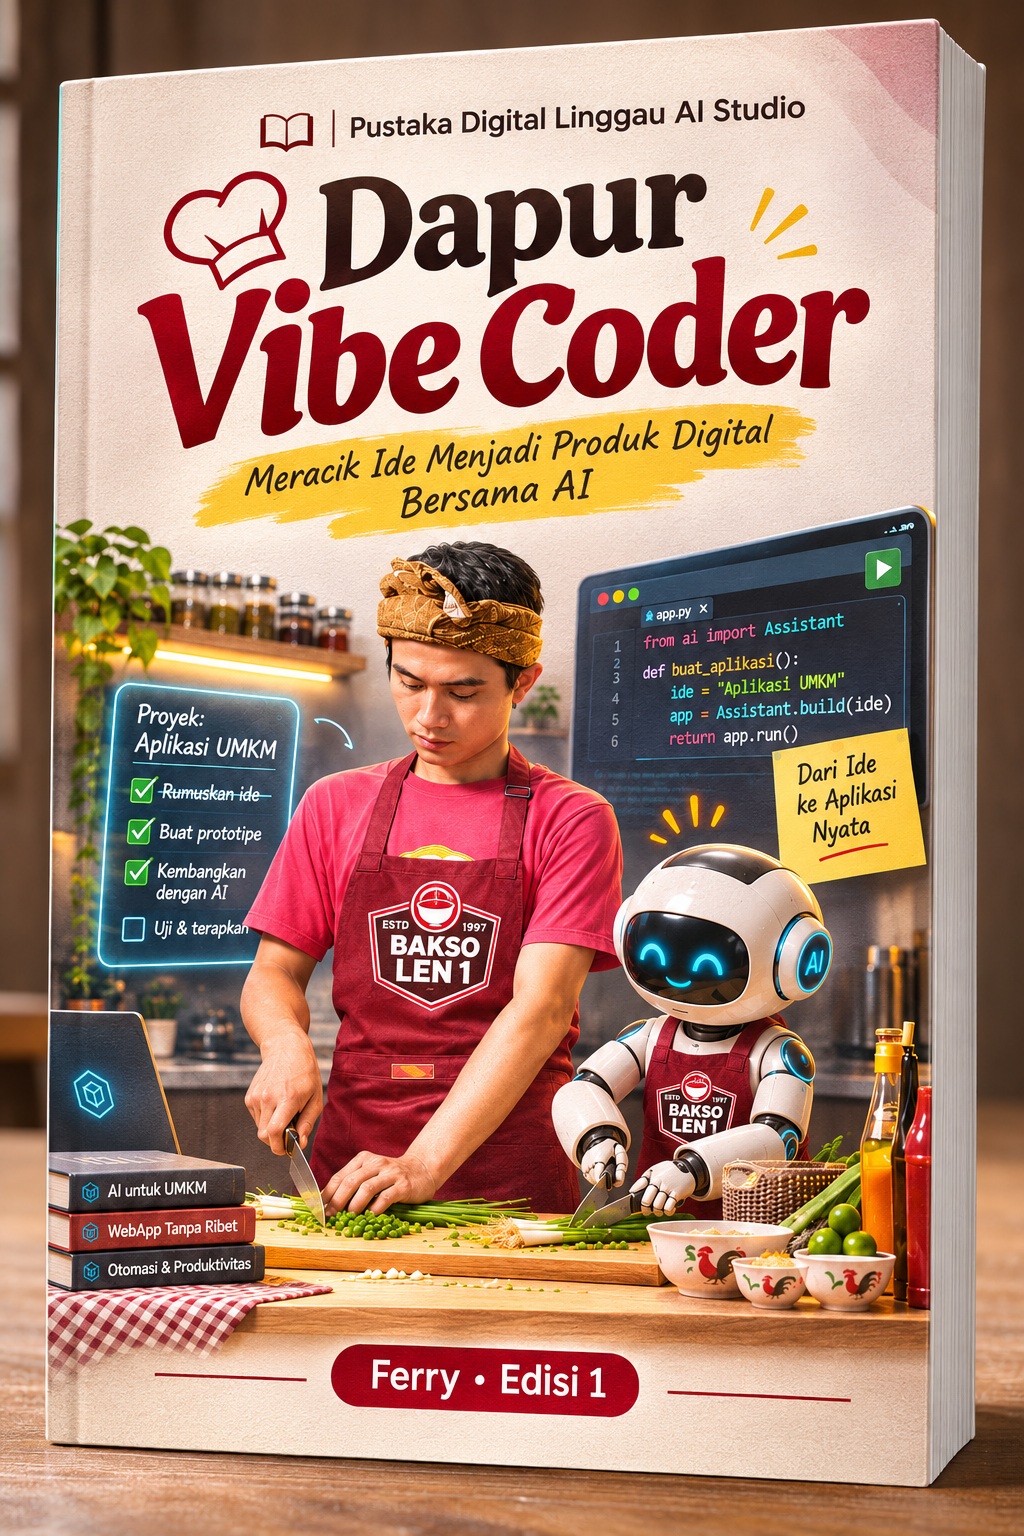 Pustaka Digital Linggau AI Studio
Dapur
Vibe Coder
Meracik Ide Menjadi Produk Digital
Bersama AI
Proyek:
Aplikasi UMKM
Rumuskan ide
Buat prototipe
Kembangkan
dengan AI
Uji & terapkan
app.py X
1 from ai import Assistant
2
3 def buat_aplikasi():
4 ide = "Aplikasi UMKM"
5 app = Assistant.build(ide)
6 return app.run()
Dari Ide
ke Aplikasi
Nyata
ESTD 1997
BAKSO
LEN 1
AI
ESTD 1997
BAKSO
LEN 1
AI untuk UMKM
WebApp Tanpa Ribet
Otomasi & Produktivitas
Ferry • Edisi 1